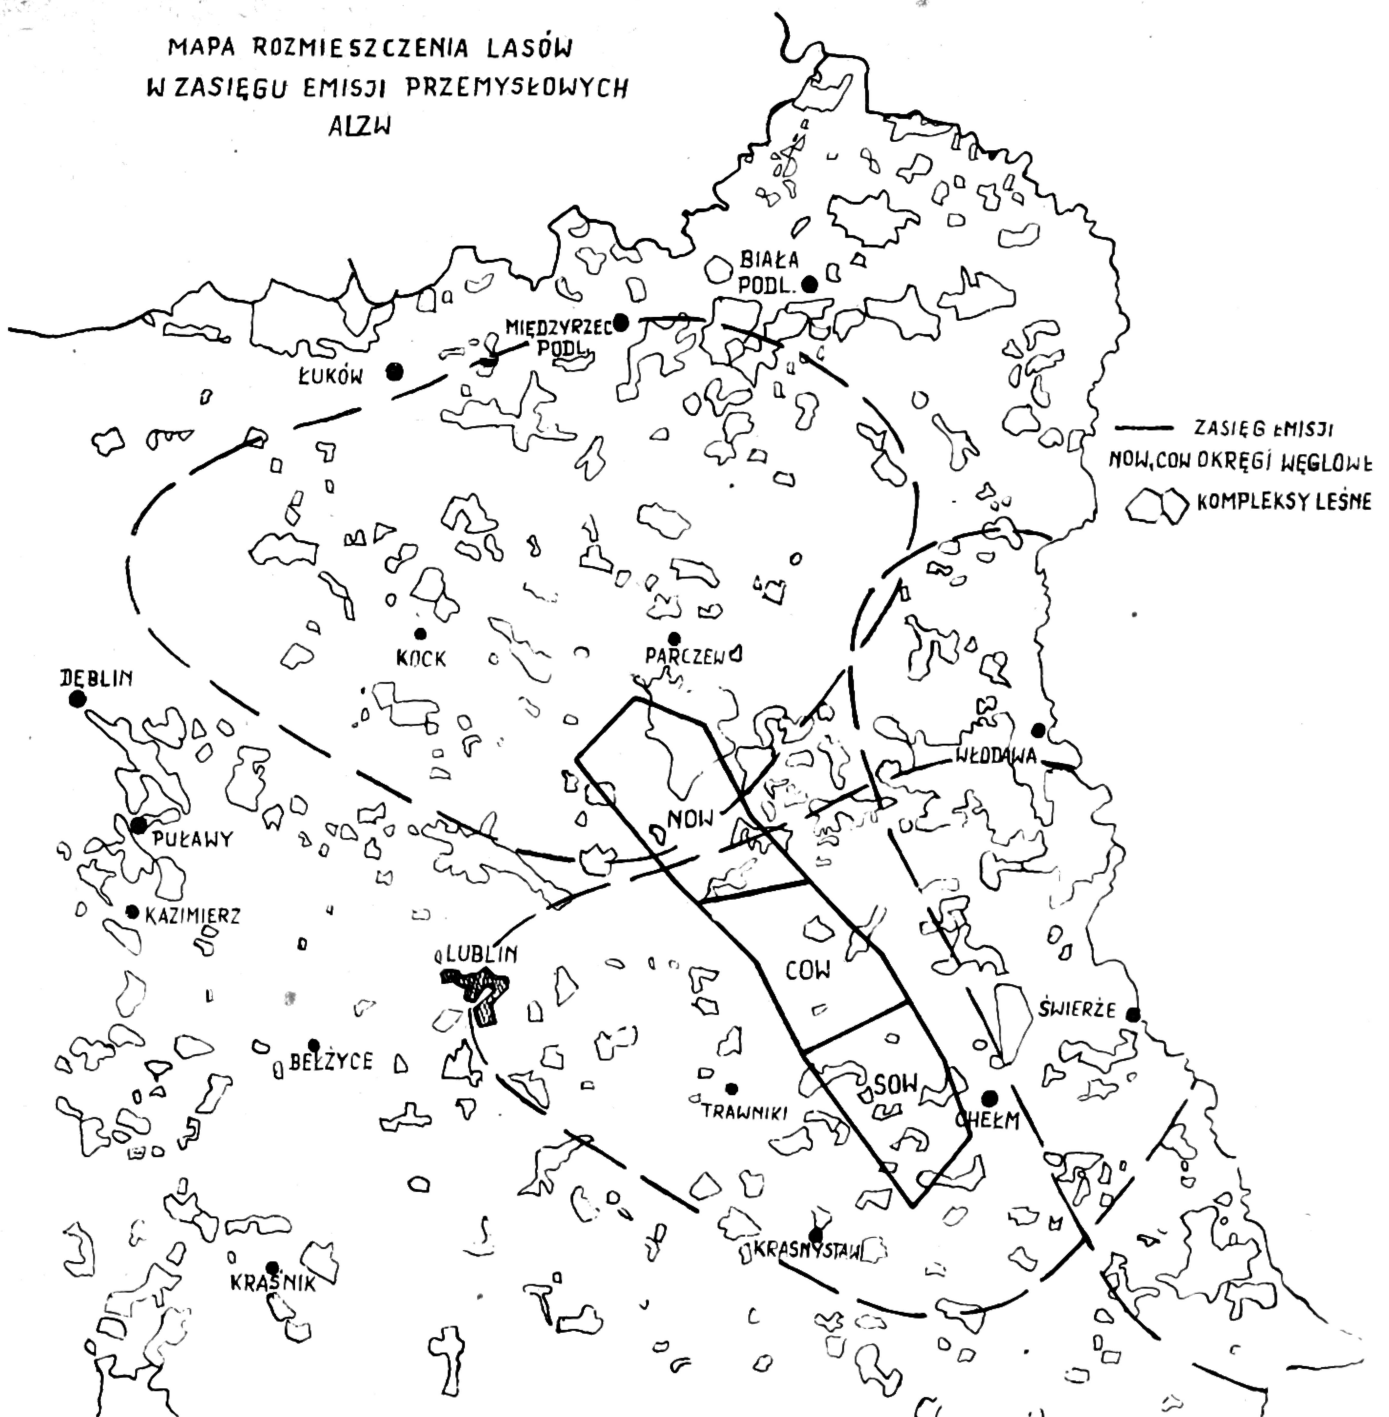 MAPA ROZMIESZCZENIA LASÓW
W ZASIĘGU EMISJI PRZEMYSŁOWYCH
ALZW
BIAŁA
PODL.
MIĘDZYRZEC
PODL.
ŁUKÓW
ZASIĘG EMISJI
NOW, COW OKRĘGI WĘGLOWE
KOMPLEKSY LEŚNE
KOCK
PARCZEW
DĘBLIN
WŁODAWA
NOW
PUŁAWY
KAZIMIERZ
LUBLIN
COW
ŚWIERŻE
BEŁŻYCE
SOW
TRAWNIKI
CHEŁM
KRASNYSTAW
KRAŚNIK